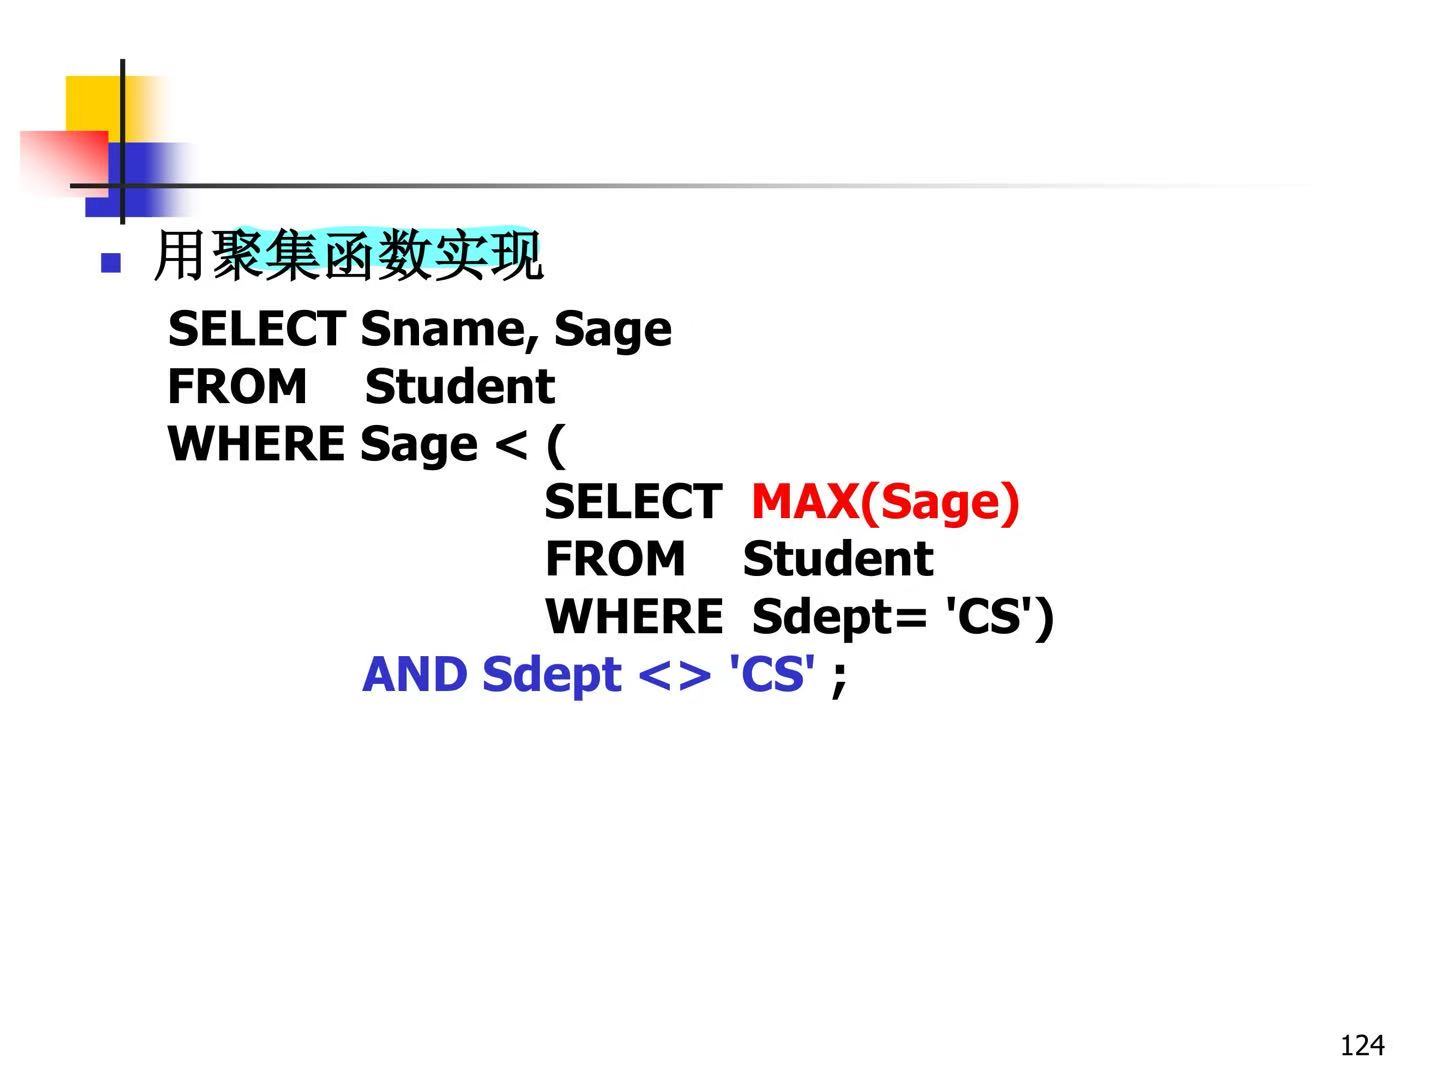 用聚集函数实现
SELECT Sname, Sage
FROM Student
WHERE Sage < (
SELECT MAX(Sage)
FROM Student
WHERE Sdept= 'CS')
AND Sdept <> 'CS' ;
124